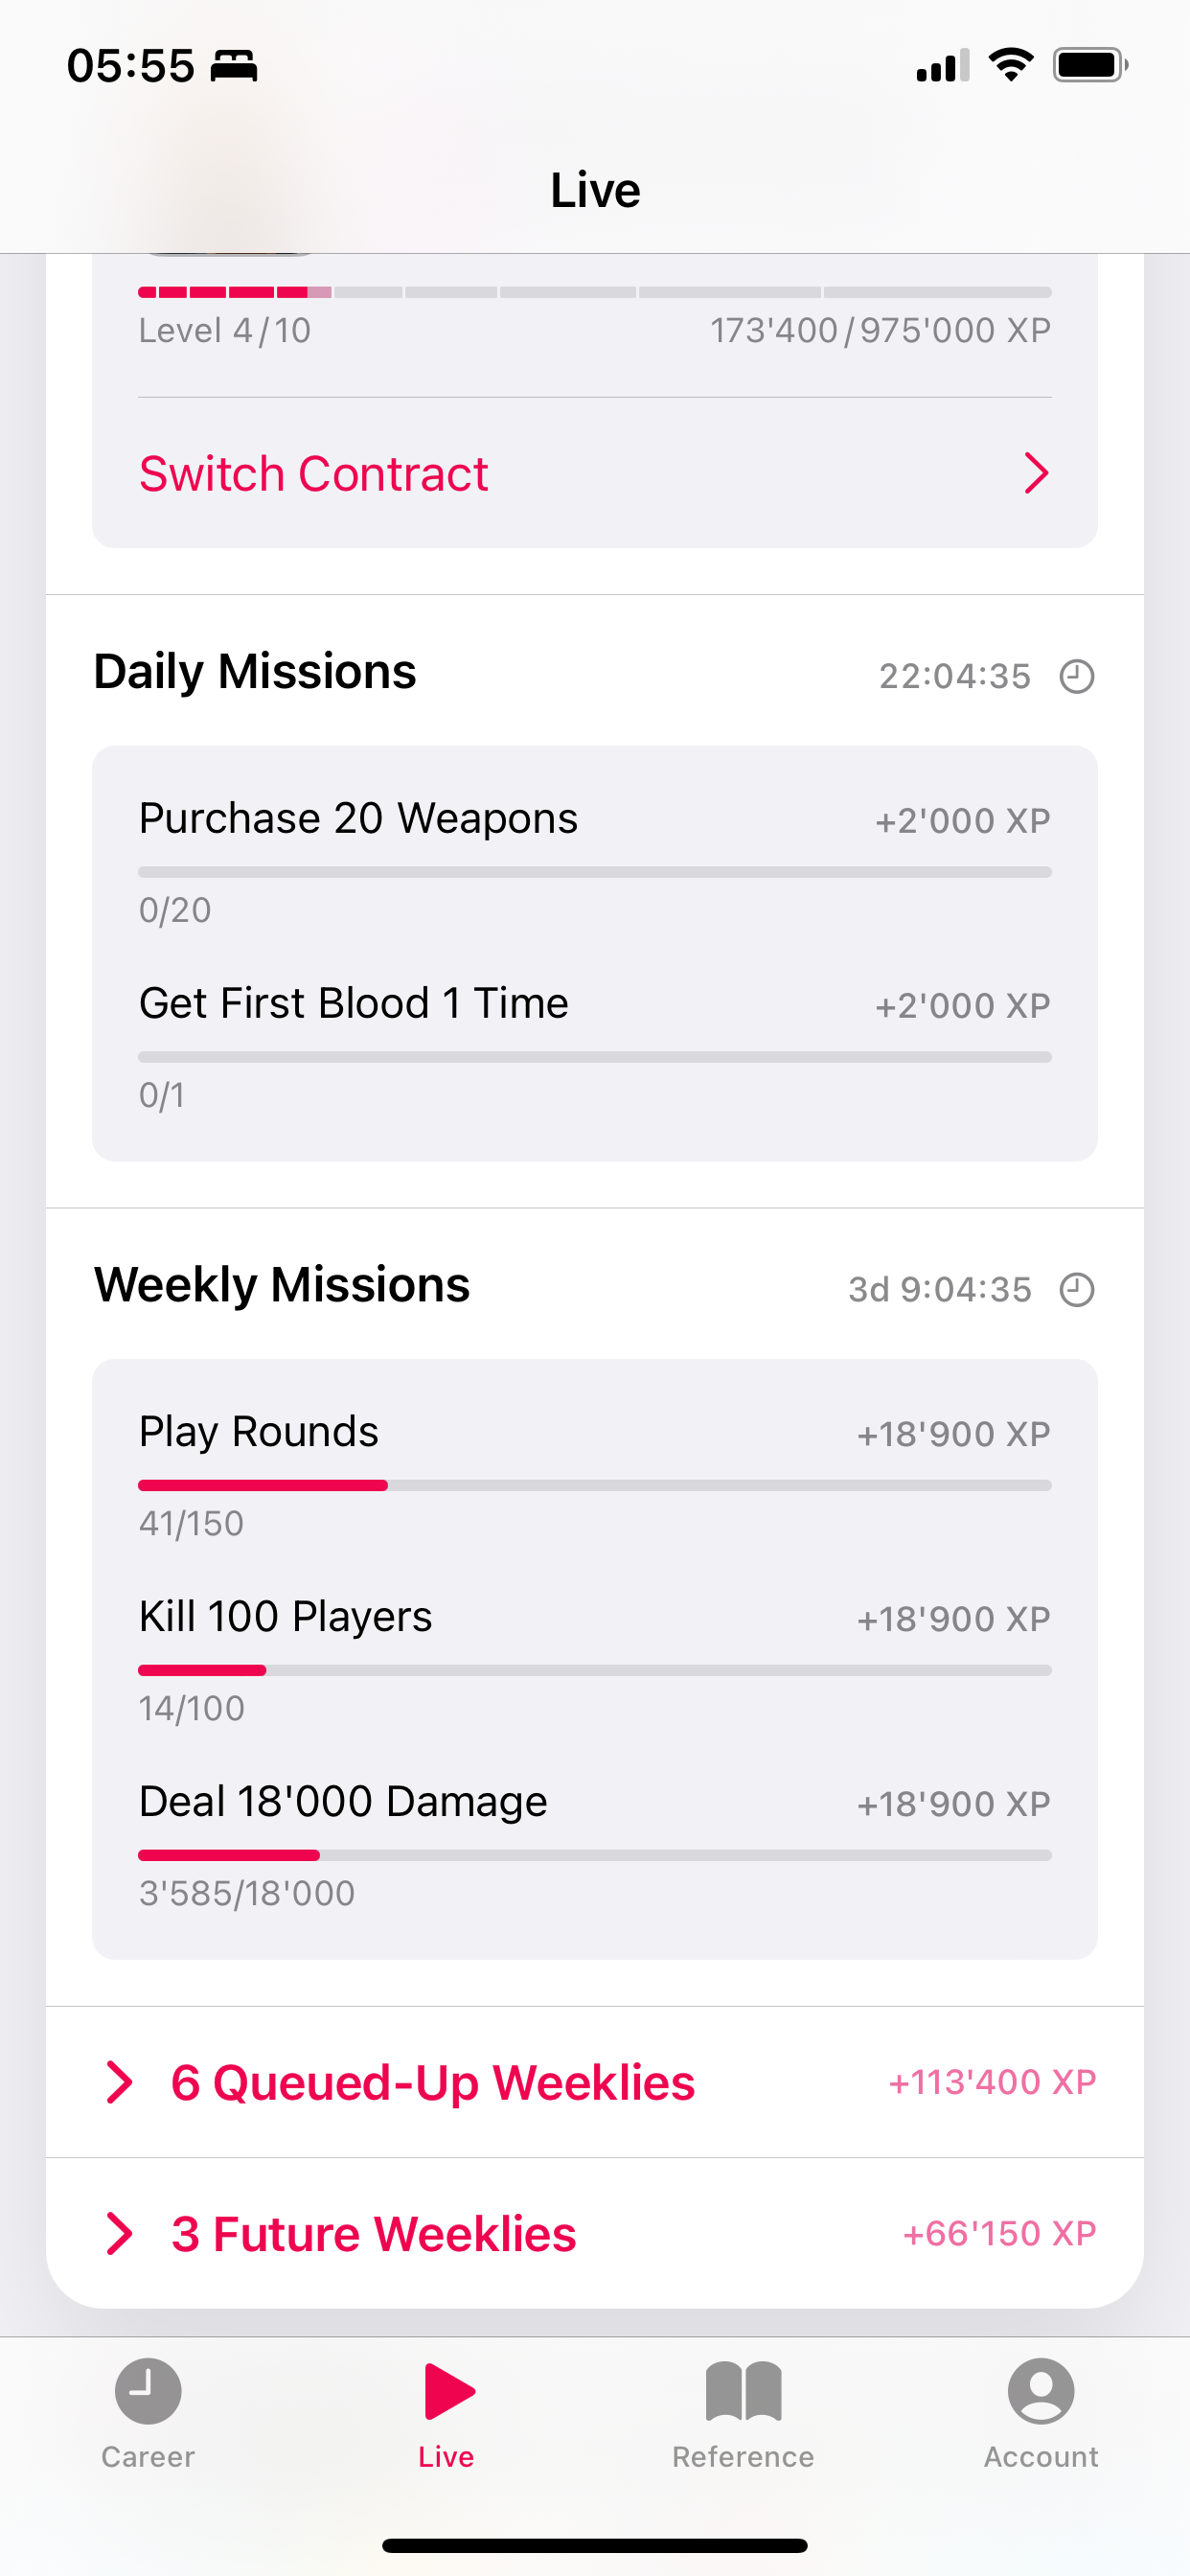 05:55
Live
Level 4/10 173'400/975'000 XP
Switch Contract
Daily Missions 22:04:35
Purchase 20 Weapons +2'000 XP
0/20
Get First Blood 1 Time +2'000 XP
0/1
Weekly Missions 3d 9:04:35
Play Rounds +18'900 XP
41/150
Kill 100 Players +18'900 XP
14/100
Deal 18'000 Damage +18'900 XP
3'585/18'000
6 Queued-Up Weeklies +113'400 XP
3 Future Weeklies +66'150 XP
Career Live Reference Account